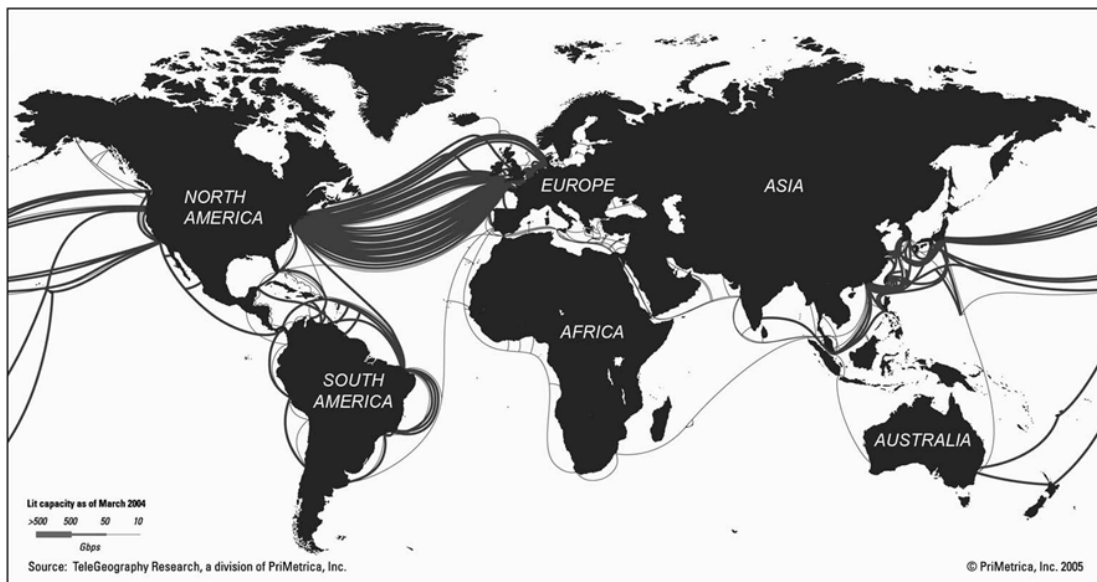 NORTH
AMERICA
EUROPE
ASIA
AFRICA
SOUTH
AMERICA
AUSTRALIA
Lit capacity as of March 2004
>500 500 50 10
Gbps
Source: TeleGeography Research, a division of PriMetrica, Inc.
© PriMetrica, Inc. 2005